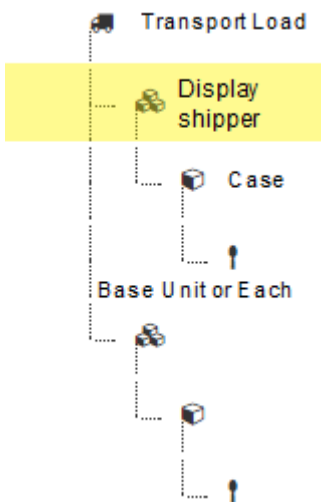 Transport Load
Display
shipper
Case
Base Unit or Each